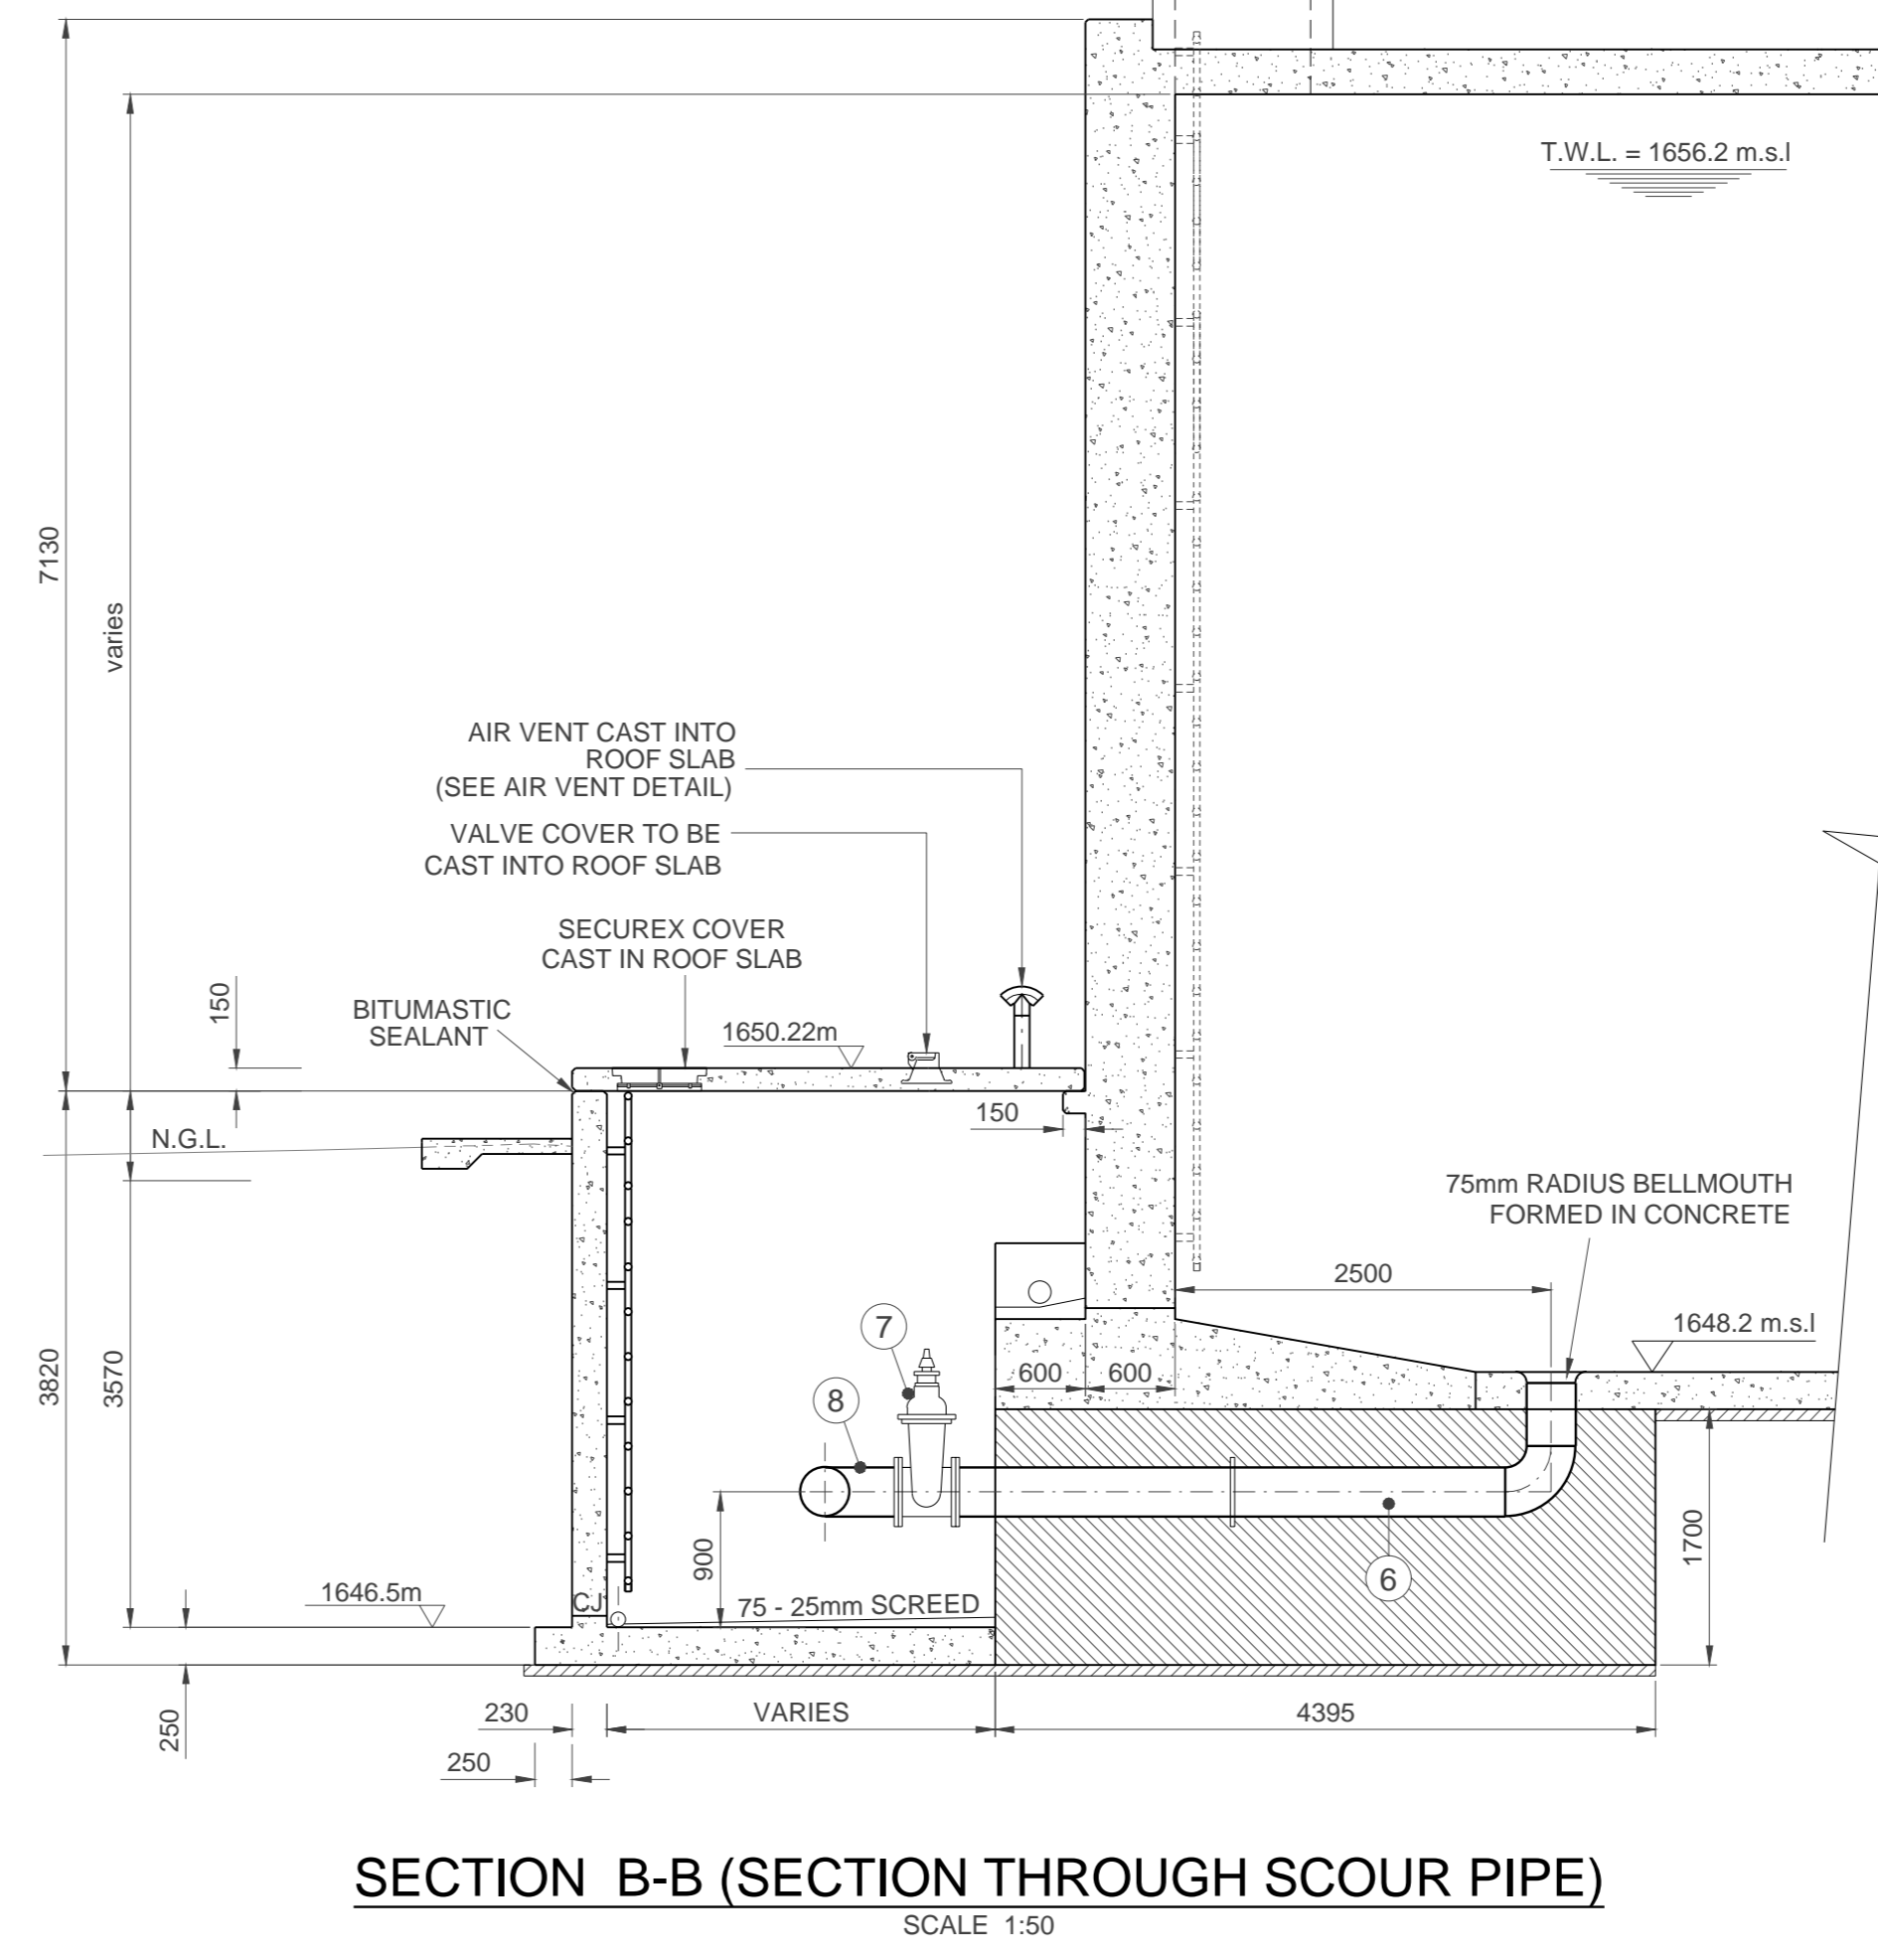 T.W.L. = 1656.2 m.s.l
7130
varies
AIR VENT CAST INTO
ROOF SLAB
(SEE AIR VENT DETAIL)
VALVE COVER TO BE
CAST INTO ROOF SLAB
SECUREX COVER
CAST IN ROOF SLAB
150
BITUMASTIC
SEALANT
1650.22m
150
N.G.L.
75mm RADIUS BELLMOUTH
FORMED IN CONCRETE
2500
1648.2 m.s.l
7
8
600
600
3820
3570
900
1700
6
1646.5m
CJ
75 - 25mm SCREED
250
230
VARIES
4395
250
SECTION B-B (SECTION THROUGH SCOUR PIPE)
SCALE 1:50